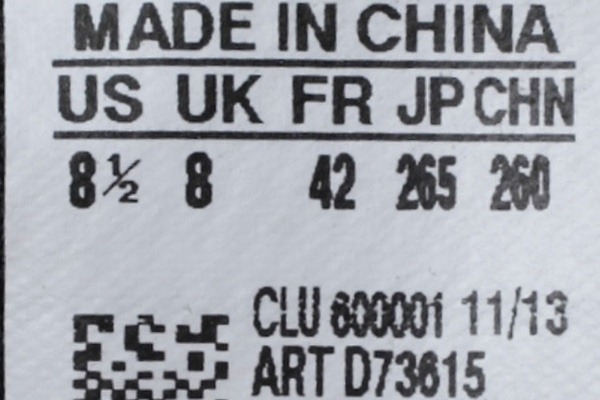 MADE IN CHINA
US UK FR JP CHN
8½ 8 42 265 260
CLU 600001 11/13
ART D73615